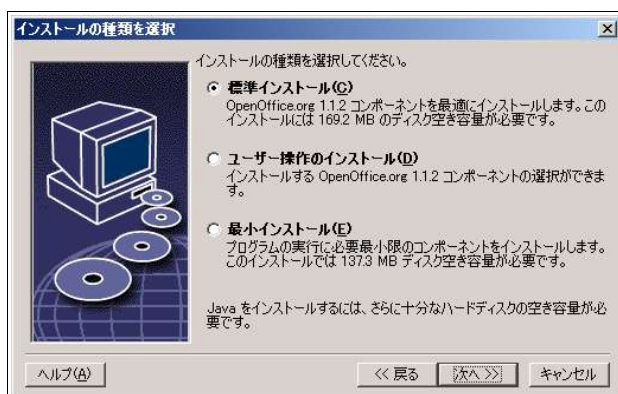 インストールの種類を選択
インストールの種類を選択してください。
標準インストール(C)
OpenOffice.org 1.1.2 コンポーネントを最適にインストールします。この
インストールには 169.2 MB のディスク空き容量が必要です。
ユーザー操作のインストール(D)
インストールする OpenOffice.org 1.1.2 コンポーネントの選択ができま
す。
最小インストール(E)
プログラムの実行に必要最小限のコンポーネントをインストールします。
このインストールでは 137.3 MB ディスク空き容量が必要です。
Java をインストールするには、さらに十分なハードディスクの空き容量が必
要です。
ヘルプ(A)
<< 戻る
次へ >>
キャンセル